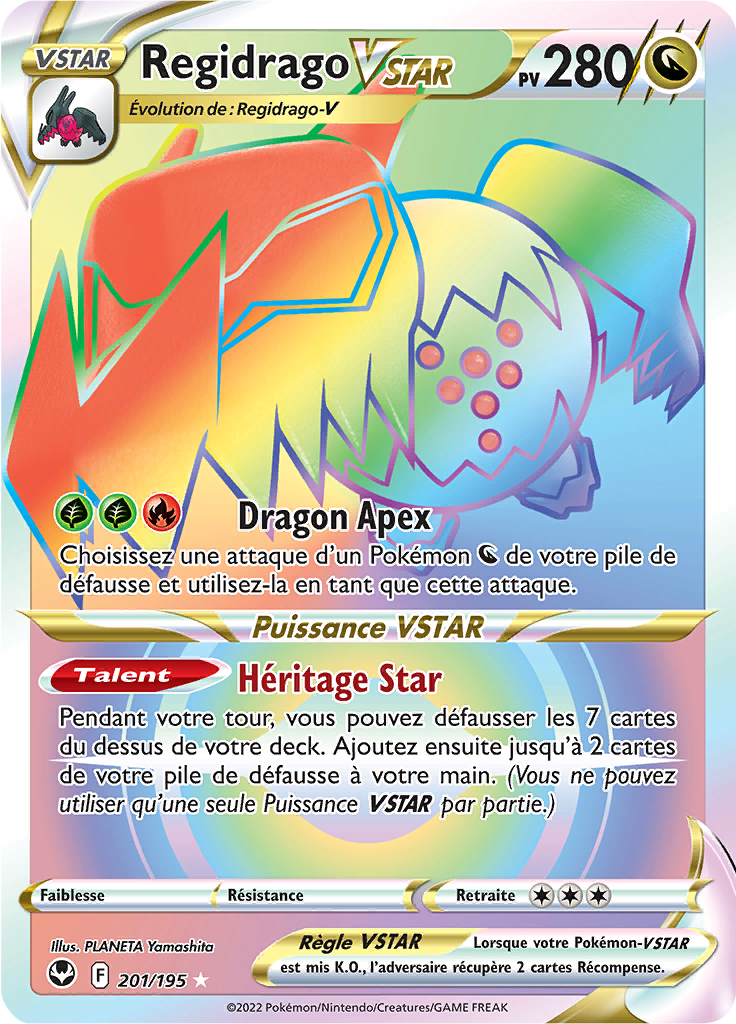 VSTAR
Regidrago VSTAR PV 280
Évolution de : Regidrago-V
Dragon Apex
Choisissez une attaque d'un Pokémon de votre pile de
défausse et utilisez-la en tant que cette attaque.
Puissance VSTAR
Talent Héritage Star
Pendant votre tour, vous pouvez défausser les 7 cartes
du dessus de votre deck. Ajoutez ensuite jusqu'à 2 cartes
de votre pile de défausse à votre main. (Vous ne pouvez
utiliser qu'une seule Puissance VSTAR par partie.)
Faiblesse Résistance Retraite
Illus. PLANETA Yamashita
F 201/195
Règle VSTAR Lorsque votre Pokémon-VSTAR
est mis K.O., l'adversaire récupère 2 cartes Récompense.
©2022 Pokémon/Nintendo/Creatures/GAME FREAK